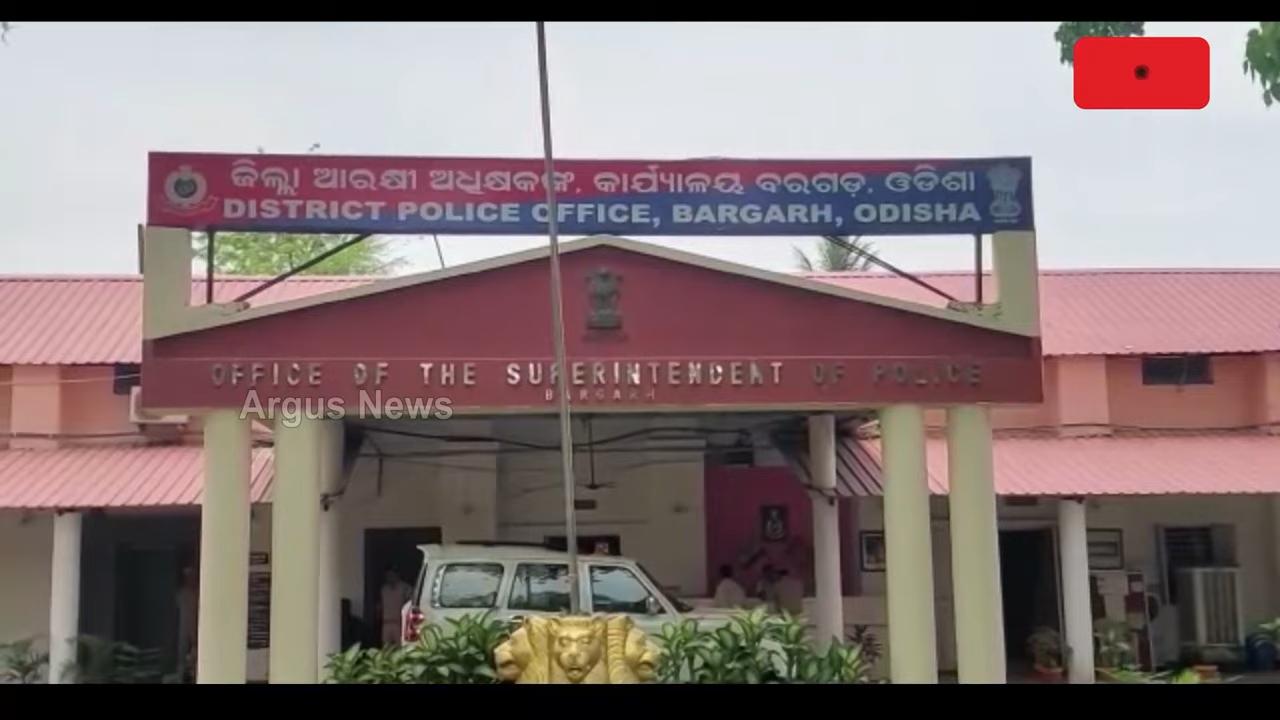 ଜିଲ୍ଲା ଆରକ୍ଷୀ ଅଧିକ୍ଷକଙ୍କ, କାର୍ଯ୍ୟାଳୟ ବରଗଡ଼, ଓଡିଶା
DISTRICT POLICE OFFICE, BARGARH, ODISHA
OFFICE OF THE SUPERINTENDENT OF POLICE
BARGARH
Argus News